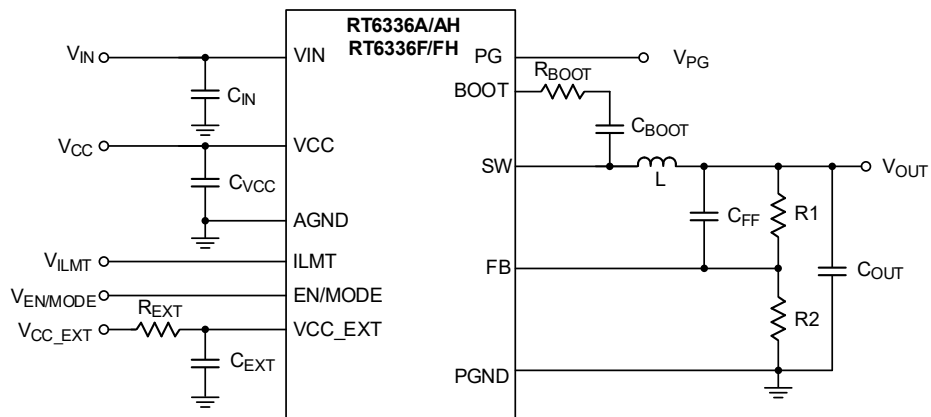 RT6336A/AH
RT6336F/FH
VIN
VIN
CIN
VCC
VCC
CVCC
AGND
VILMT
ILMT
VEN/MODE
EN/MODE
VCC_EXT
REXT
VCC_EXT
CEXT
PG
VPG
BOOT
RBOOT
CBOOT
SW
L
VOUT
CFF
R1
FB
COUT
R2
PGND